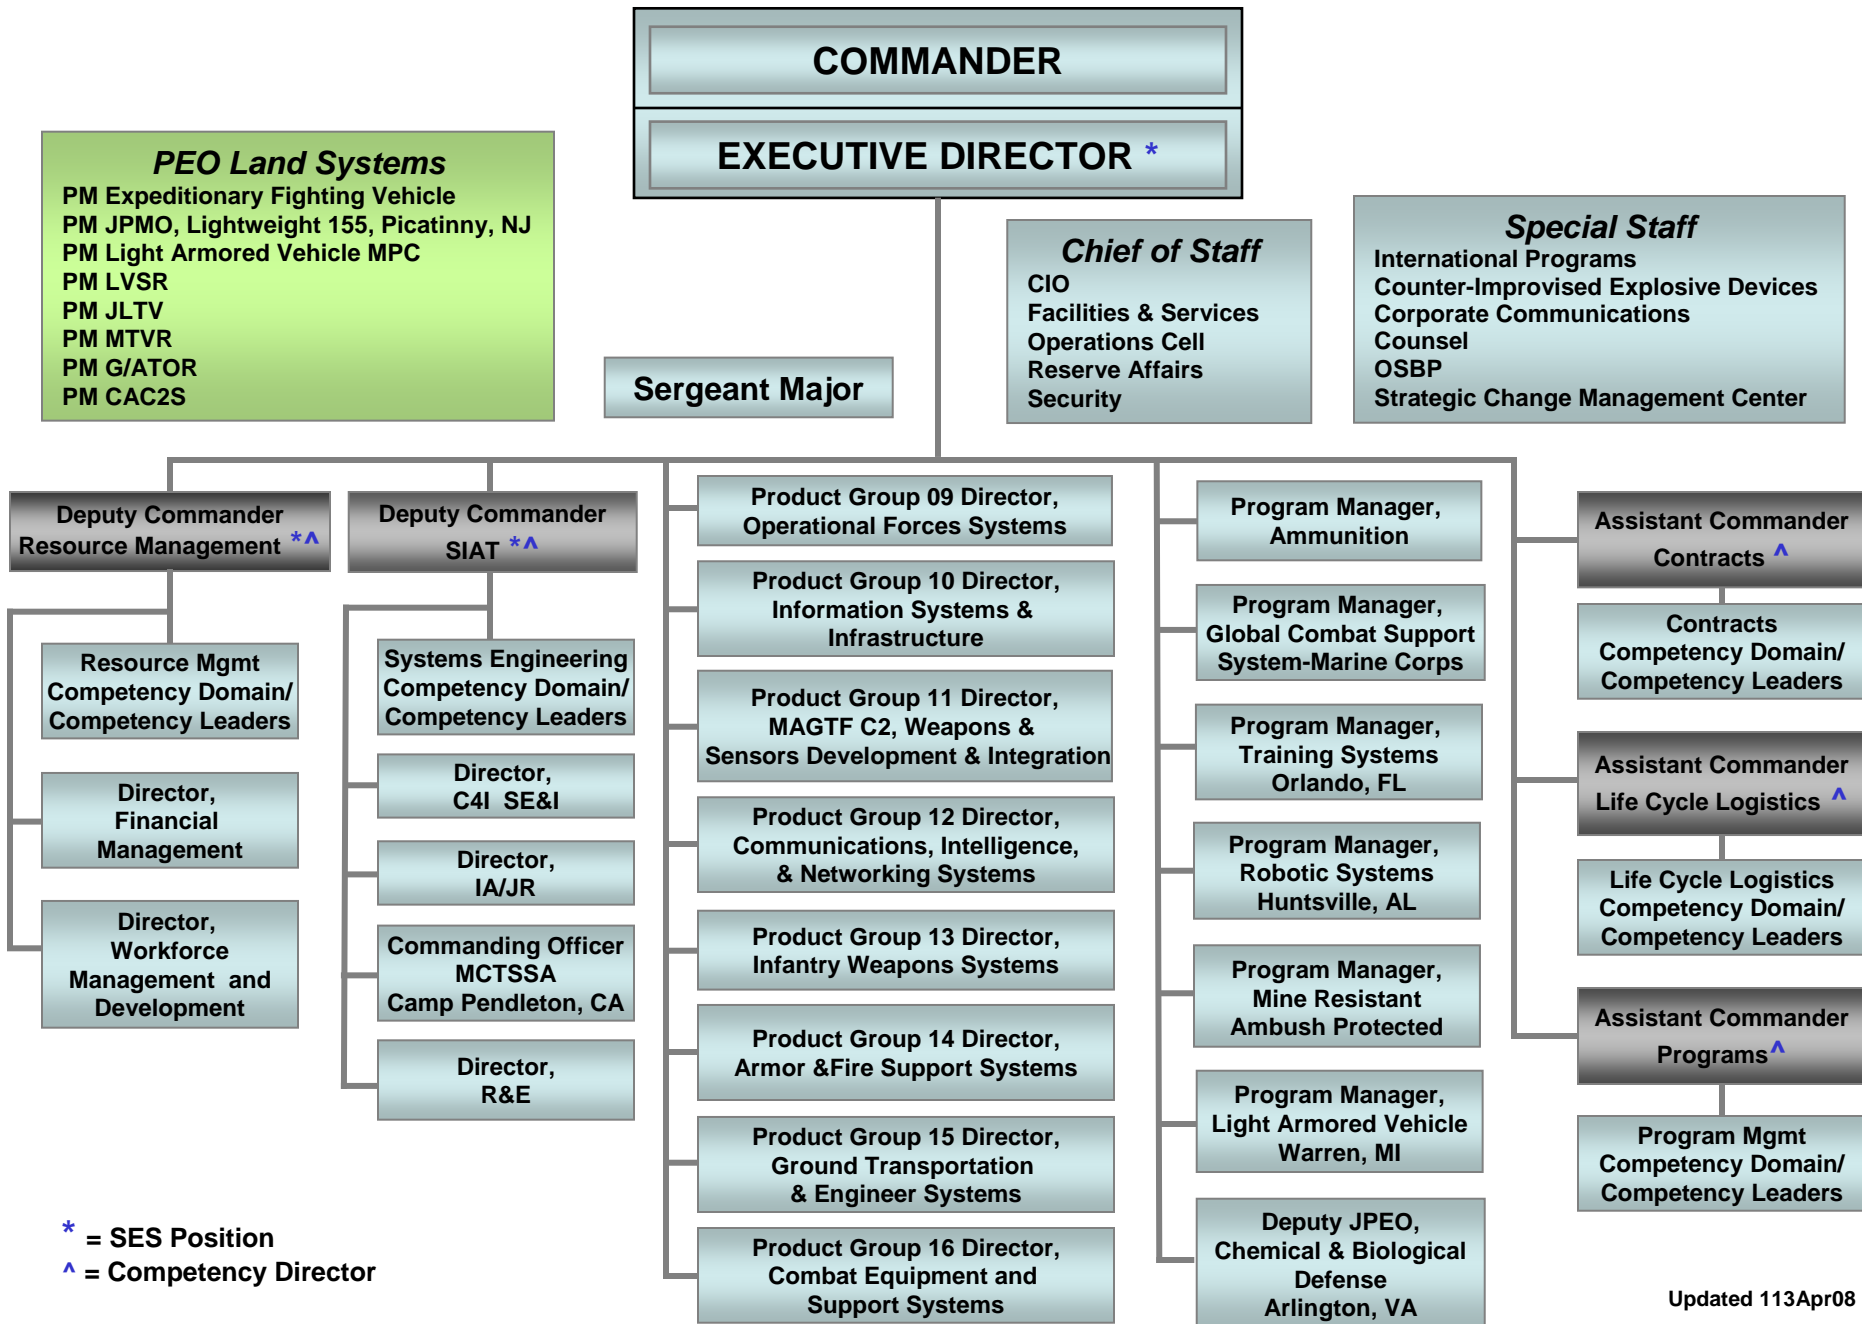 COMMANDER
EXECUTIVE DIRECTOR *
PEO Land Systems
PM Expeditionary Fighting Vehicle
PM JPMO, Lightweight 155, Picatinny, NJ
PM Light Armored Vehicle MPC
PM LVSR
PM JLTV
PM MTVR
PM G/ATOR
PM CAC2S
Sergeant Major
Chief of Staff
CIO
Facilities & Services
Operations Cell
Reserve Affairs
Security
Special Staff
International Programs
Counter-Improvised Explosive Devices
Corporate Communications
Counsel
OSBP
Strategic Change Management Center
Deputy Commander
Resource Management *^
Resource Mgmt
Competency Domain/
Competency Leaders
Director,
Financial
Management
Director,
Workforce
Management and
Development
Deputy Commander
SIAT *^
Systems Engineering
Competency Domain/
Competency Leaders
Director,
C4I SE&I
Director,
IA/JR
Commanding Officer
MCTSSA
Camp Pendleton, CA
Director,
R&E
Product Group 09 Director,
Operational Forces Systems
Product Group 10 Director,
Information Systems &
Infrastructure
Product Group 11 Director,
MAGTF C2, Weapons &
Sensors Development & Integration
Product Group 12 Director,
Communications, Intelligence,
& Networking Systems
Product Group 13 Director,
Infantry Weapons Systems
Product Group 14 Director,
Armor &Fire Support Systems
Product Group 15 Director,
Ground Transportation
& Engineer Systems
Product Group 16 Director,
Combat Equipment and
Support Systems
Program Manager,
Ammunition
Program Manager,
Global Combat Support
System-Marine Corps
Program Manager,
Training Systems
Orlando, FL
Program Manager,
Robotic Systems
Huntsville, AL
Program Manager,
Mine Resistant
Ambush Protected
Program Manager,
Light Armored Vehicle
Warren, MI
Deputy JPEO,
Chemical & Biological
Defense
Arlington, VA
Assistant Commander
Contracts ^
Contracts
Competency Domain/
Competency Leaders
Assistant Commander
Life Cycle Logistics ^
Life Cycle Logistics
Competency Domain/
Competency Leaders
Assistant Commander
Programs^
Program Mgmt
Competency Domain/
Competency Leaders
* = SES Position
^ = Competency Director
Updated 113Apr08